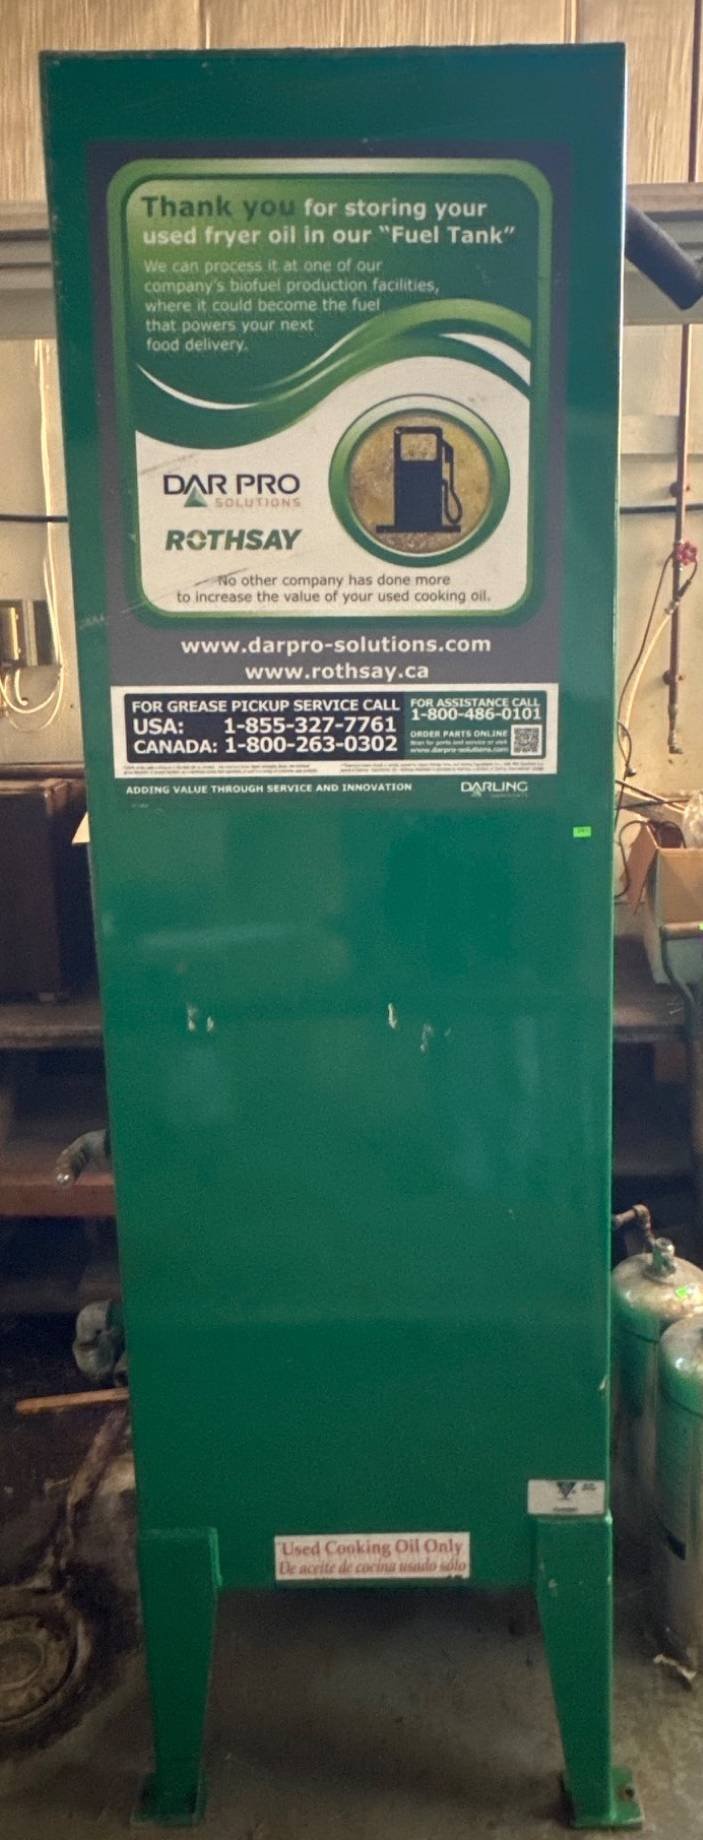 Thank you for storing your
used fryer oil in our “Fuel Tank”
We can process it at one of our
company's biofuel production facilities,
where it could become the fuel
that powers your next
food delivery.
DAR PRO
SOLUTIONS
ROTHSAY
No other company has done more
to increase the value of your used cooking oil.
www.darpro-solutions.com
www.rothsay.ca
FOR GREASE PICKUP SERVICE CALL
USA: 1-855-327-7761
CANADA: 1-800-263-0302
FOR ASSISTANCE CALL
1-800-486-0101
ORDER PARTS ONLINE
www.darpro-solutions.com
ADDING VALUE THROUGH SERVICE AND INNOVATION
DARLING
Used Cooking Oil Only
De aceite de cocina usado sólo